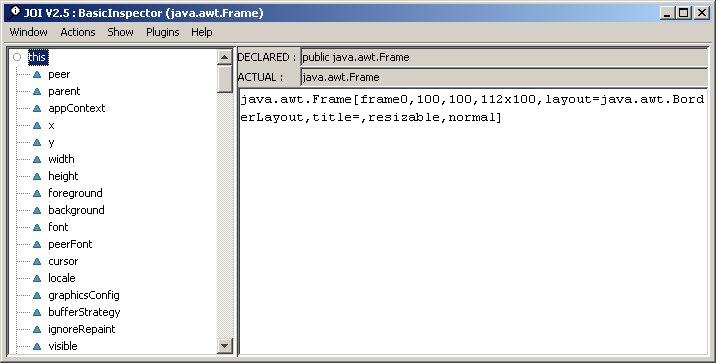 JOI V2.5 : BasicInspector (java.awt.Frame)
Window Actions Show Plugins Help
this
peer
parent
appContext
x
y
width
height
foreground
background
font
peerFont
cursor
locale
graphicsConfig
bufferStrategy
ignoreRepaint
visible
DECLARED : public java.awt.Frame
ACTUAL : java.awt.Frame
java.awt.Frame[frame0,100,100,112x100,layout=java.awt.Bord
erLayout,title=,resizable,normal]